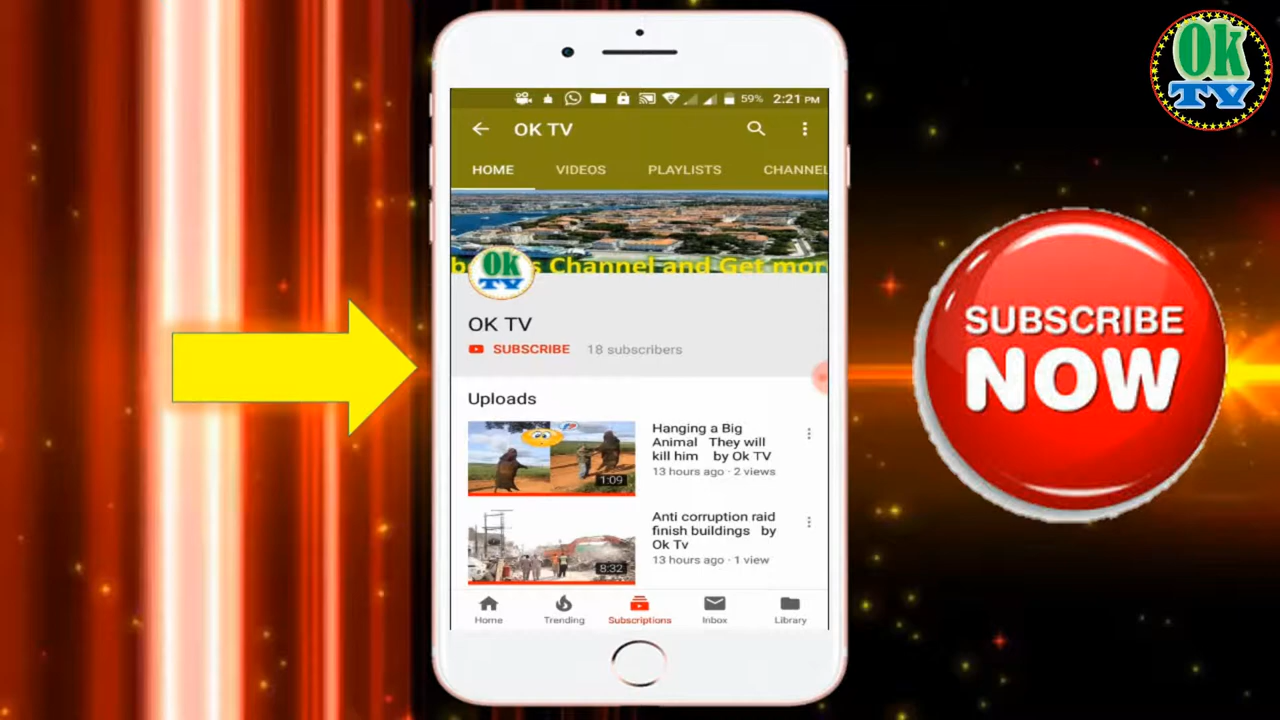 Ok
TV
59% 2:21 PM
OK TV
HOME VIDEOS PLAYLISTS CHANNEL
Channel and Get mor
Ok
TV
OK TV
SUBSCRIBE 18 subscribers
Uploads
Hanging a Big
Animal They will
kill him by Ok TV
13 hours ago · 2 views
1:09
Anti corruption raid
finish buildings by
Ok Tv
13 hours ago · 1 view
8:32
Home Trending Subscriptions Inbox Library
SUBSCRIBE
NOW